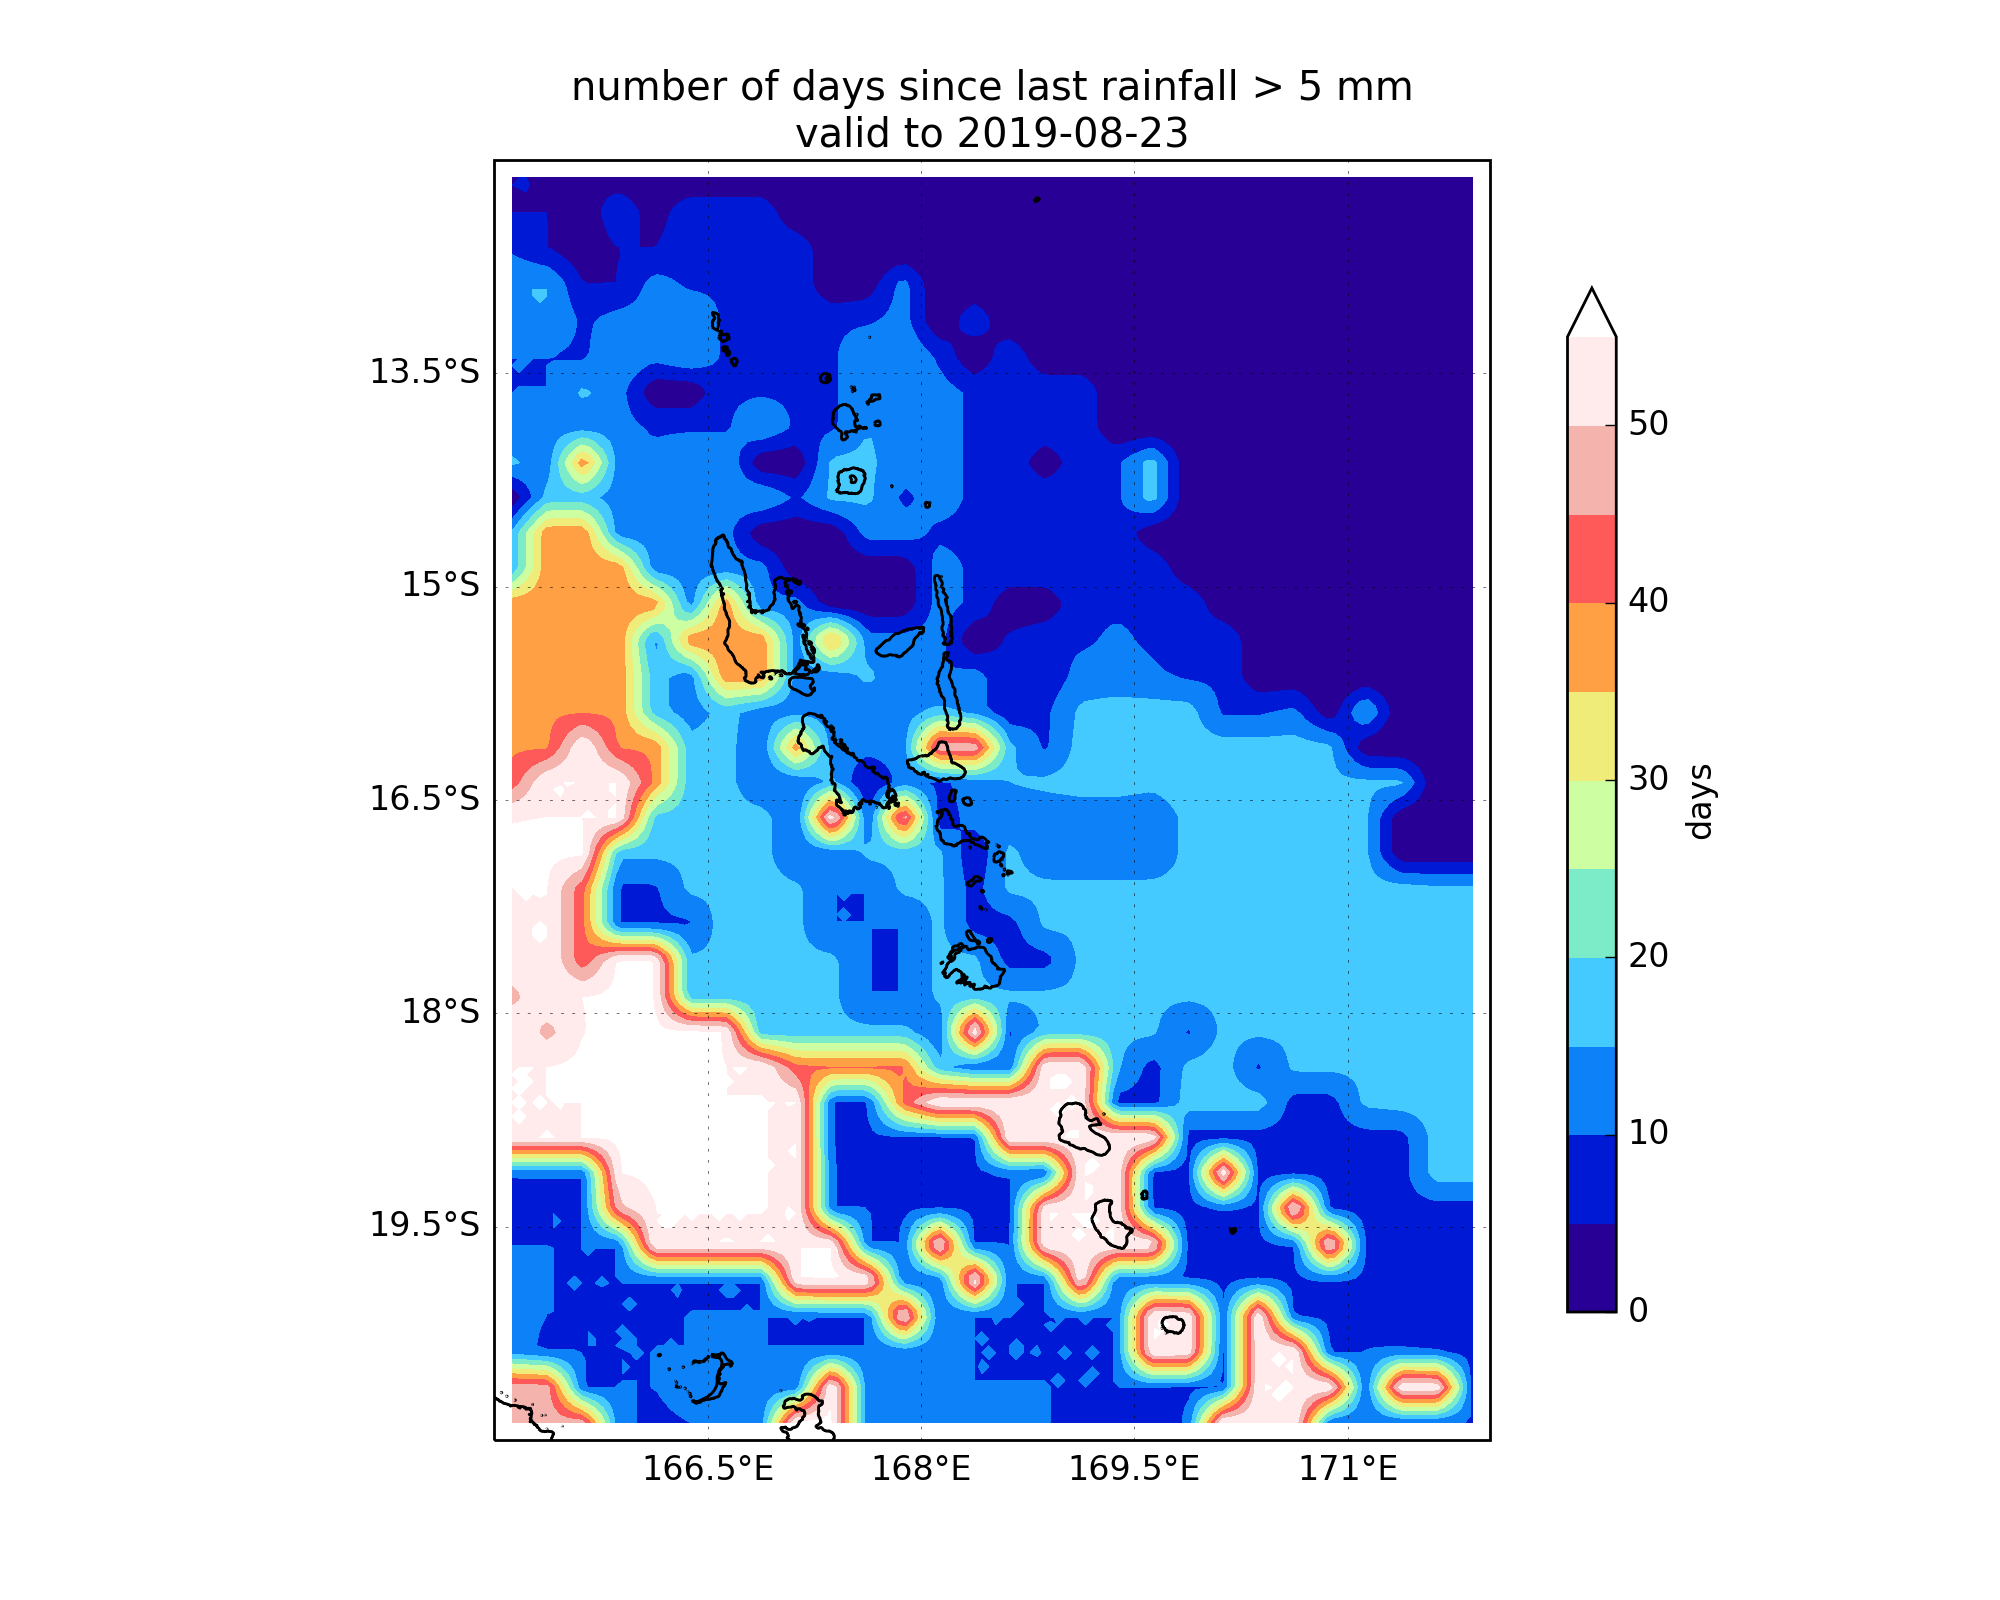 number of days since last rainfall > 5 mm
valid to 2019-08-23
13.5°S
15°S
16.5°S
18°S
19.5°S
166.5°E
168°E
169.5°E
171°E
50
40
30
20
10
0
days